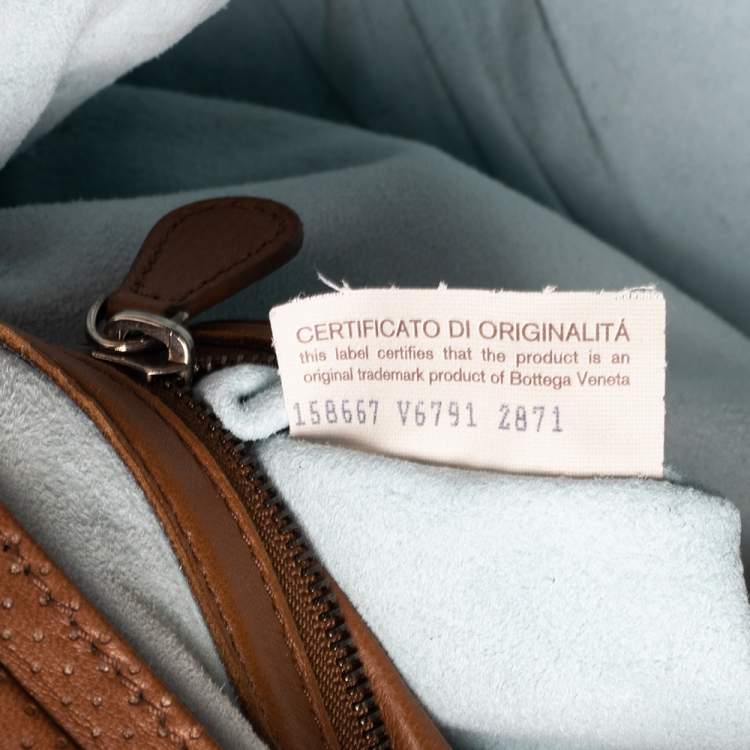 CERTIFICATO DI ORIGINALITÁ
this label certifies that the product is an
original trademark product of Bottega Veneta
158667 V6791 2871